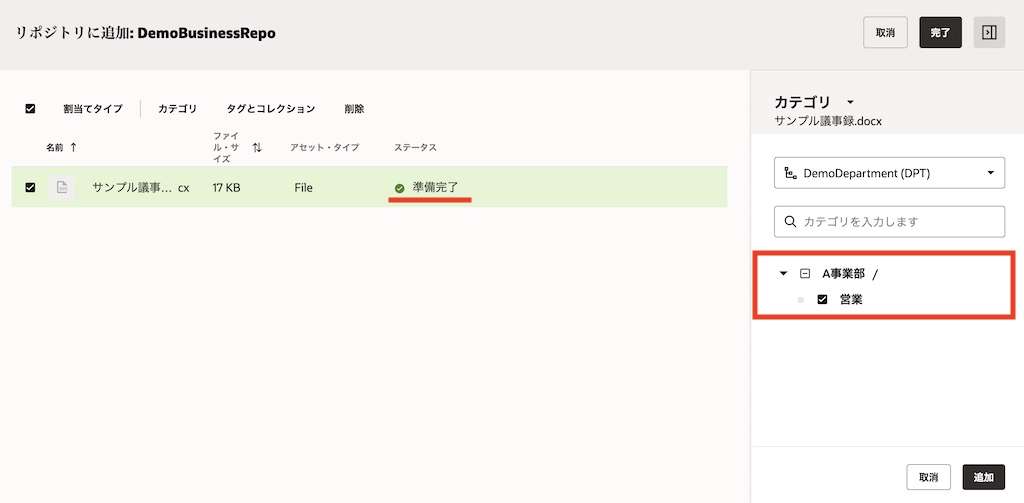 リポジトリに追加: DemoBusinessRepo
取消
完了
割当てタイプ
カテゴリ
タグとコレクション
削除
名前 ↑
ファイ
ル・サ
イズ
アセット・タイプ
ステータス
サンプル議事... cx
17 KB
File
準備完了
カテゴリ
サンプル議事録.docx
DemoDepartment (DPT)
カテゴリを入力します
A事業部 /
営業
取消
追加